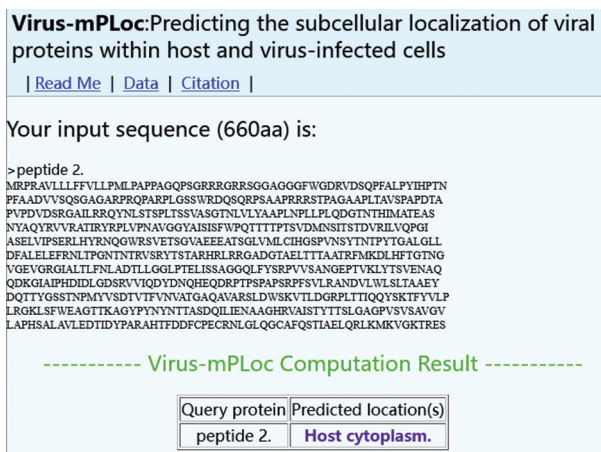 Virus-mPLoc:Predicting the subcellular localization of viral
proteins within host and virus-infected cells
| Read Me | Data | Citation |
Your input sequence (660aa) is:
>peptide 2.
MRPRAVLLLFFVLLPMLPAPPAGQPSGRRRGRRSGGAGGGFWGDRVDSQPFALPYIHPTN
PFAADVVSQSGAGARPRQPARPLGSSWRDQSQRPSAAPRRRSTPAGAAPLTAVSPAPDTA
PVPDVDSRGAILRRQYNLSTSPLTSSVASGTNLVLYAAPLNPLLPLQDGTNTHIMATEAS
NYAQYRVVRATIRYRPLVPNAVGGYAISISFWPQTTTTPTSVDMNSITSTDVRILVQPGI
ASELVIPSERLHYRNQGWRSVETSGVAEEEATSGLVMLCIHGSPVNSYTNTPYTGALGLL
DFALELEFRNLTPGNTNTRVSRYTSTARHRLRRGADGTAELTTTAATRFMKDLHFTGTNG
VGEVGRGIALTLFNLADTLLGGLPTELISSAGGQLFYSRPVVSANGEPTVKLYTSVENAQ
QDKGIAIPHDIDLGDSRVVIQDYDNQHEQDRPTPSPAPSRPFSVLRANDVLWLSLTAAEY
DQTTYGSSTNPMYVSDTVTFVNVATGAQAVARSLDWSKVTLDGRPLTTIQQYSKTFYVLP
LRGKLSFWEAGTTKAGYPYNYNTTASDQILIENAAGHRVAISTYTTSLGAGPVSVSAVGV
LAPHSALAVLEDTIDYPARAHTFDDFCPECRNLGLQGCAFQSTIAELQRLKMKVGKTRES
----------- Virus-mPLoc Computation Result -----------
Query protein Predicted location(s)
peptide 2. Host cytoplasm.